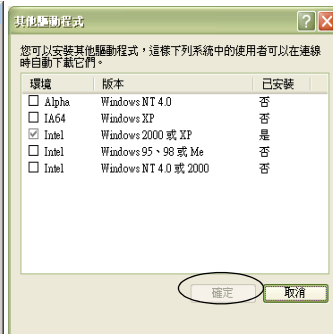 其他驅動程式
您可以安裝其他驅動程式，這樣下列系統中的使用者可以在連線
時自動下載它們。
環境 版本 已安裝
Alpha Windows NT 4.0 否
IA64 Windows XP 否
Intel Windows 2000 或 XP 是
Intel Windows 95、98 或 Me 否
Intel Windows NT 4.0 或 2000 否
確定 取消